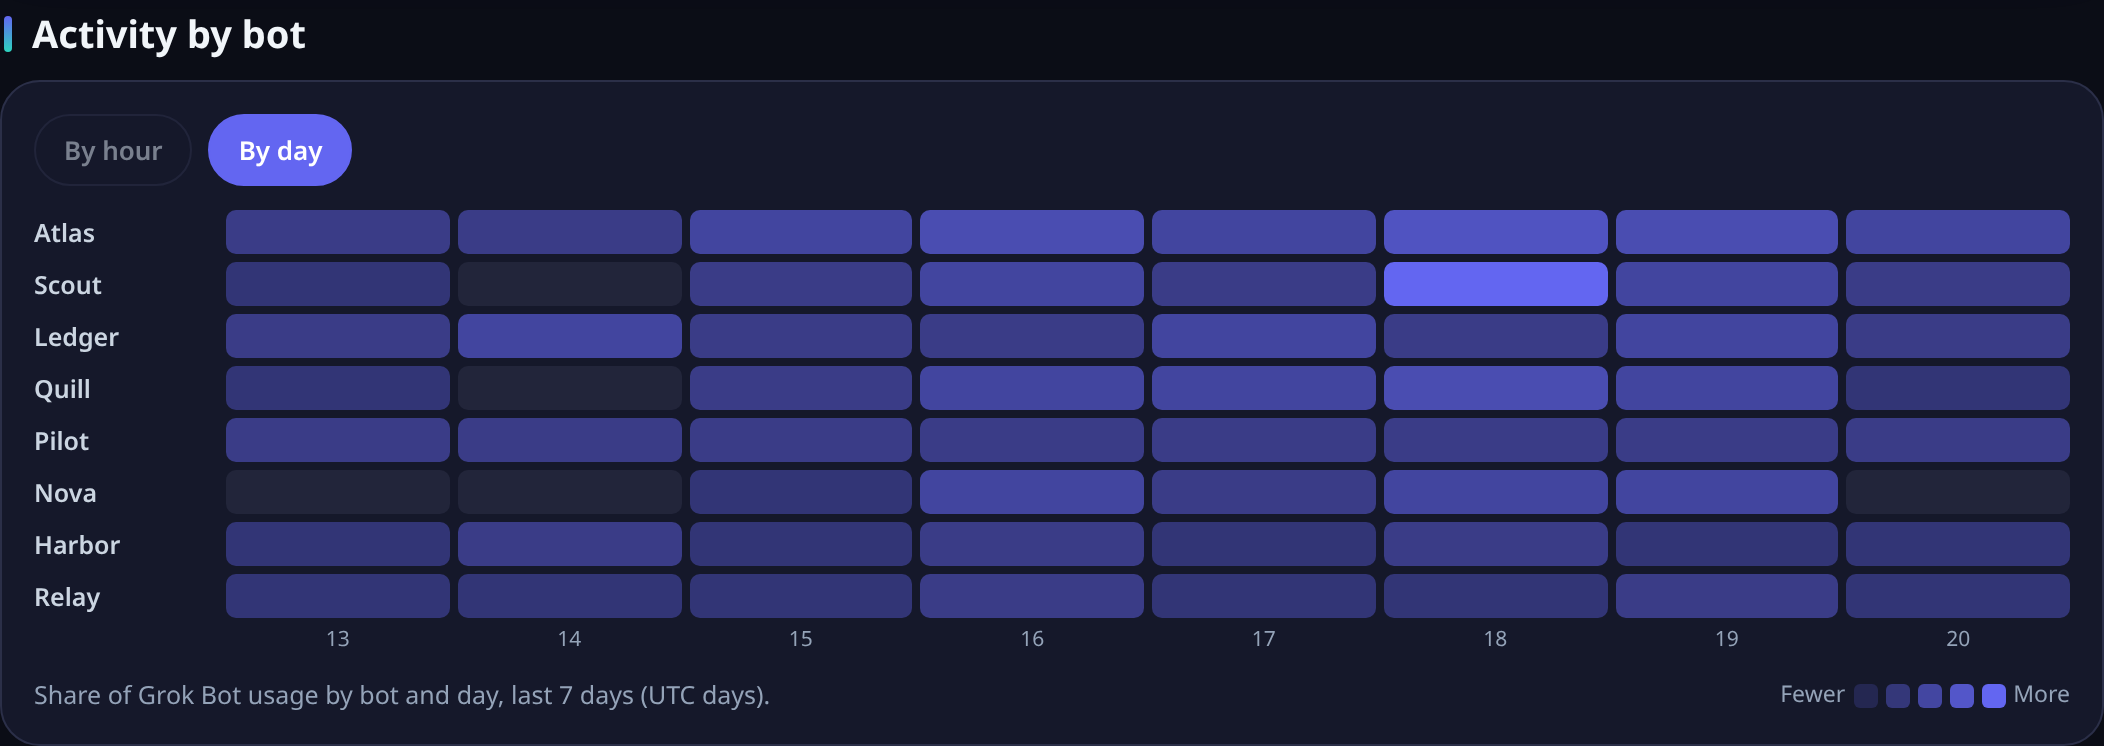 Activity by bot
By hour By day
Atlas
Scout
Ledger
Quill
Pilot
Nova
Harbor
Relay
13 14 15 16 17 18 19 20
Share of Grok Bot usage by bot and day, last 7 days (UTC days).
Fewer More